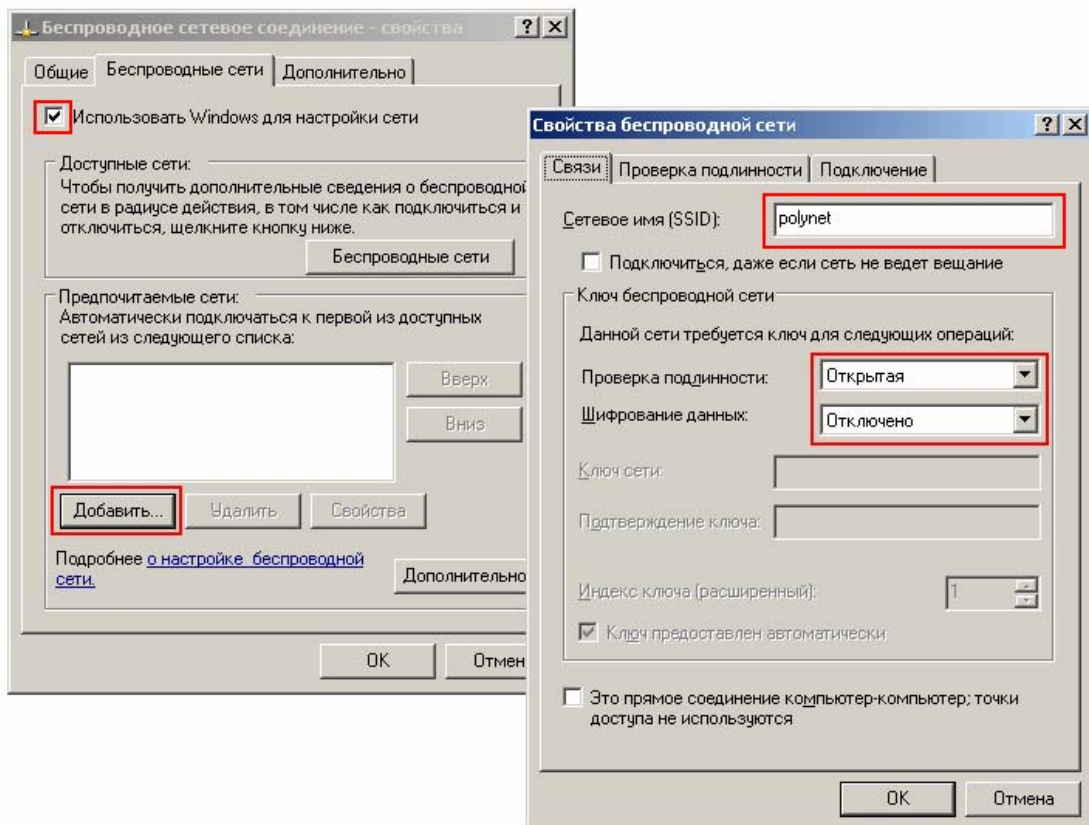 Беспроводное сетевое соединение - свойства
Общие
Беспроводные сети
Дополнительно
Использовать Windows для настройки сети
Доступные сети:
Чтобы получить дополнительные сведения о беспроводной
сети в радиусе действия, в том числе как подключиться и
отключиться, щелкните кнопку ниже.
Беспроводные сети
Предпочитаемые сети:
Автоматически подключаться к первой из доступных
сетей из следующего списка:
Вверх
Вниз
Добавить...
Удалить
Свойства
Подробнее о настройке беспроводной
сети.
Дополнительно
OK
Отмен
Свойства беспроводной сети
Связи
Проверка подлинности
Подключение
Сетевое имя (SSID):
polynet
Подключиться, даже если сеть не ведет вещание
Ключ беспроводной сети
Данной сети требуется ключ для следующих операций:
Проверка подлинности:
Открытая
Шифрование данных:
Отключено
Ключ сети:
Подтверждение ключа:
Индекс ключа (расширенный):
1
Ключ предоставлен автоматически
Это прямое соединение компьютер-компьютер; точки
доступа не используются
OK
Отмена